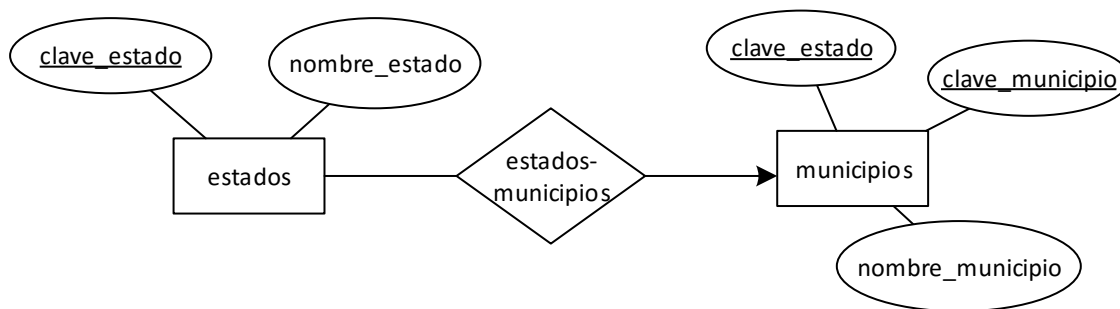 clave_estado
nombre_estado
estados
estados-
municipios
clave_estado
clave_municipio
municipios
nombre_municipio